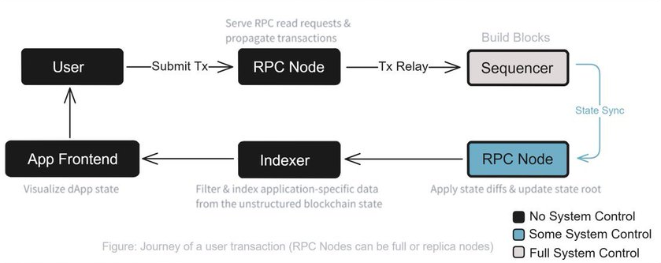 Serve RPC read requests &
propagate transactions
Build Blocks
User
Submit Tx
RPC Node
Tx Relay
Sequencer
State Sync
App Frontend
Indexer
RPC Node
Visualize dApp state
Filter & index application-specific data
from the unstructured blockchain state
Apply state diffs & update state root
No System Control
Some System Control
Full System Control
Figure: Journey of a user transaction (RPC Nodes can be full or replica nodes)